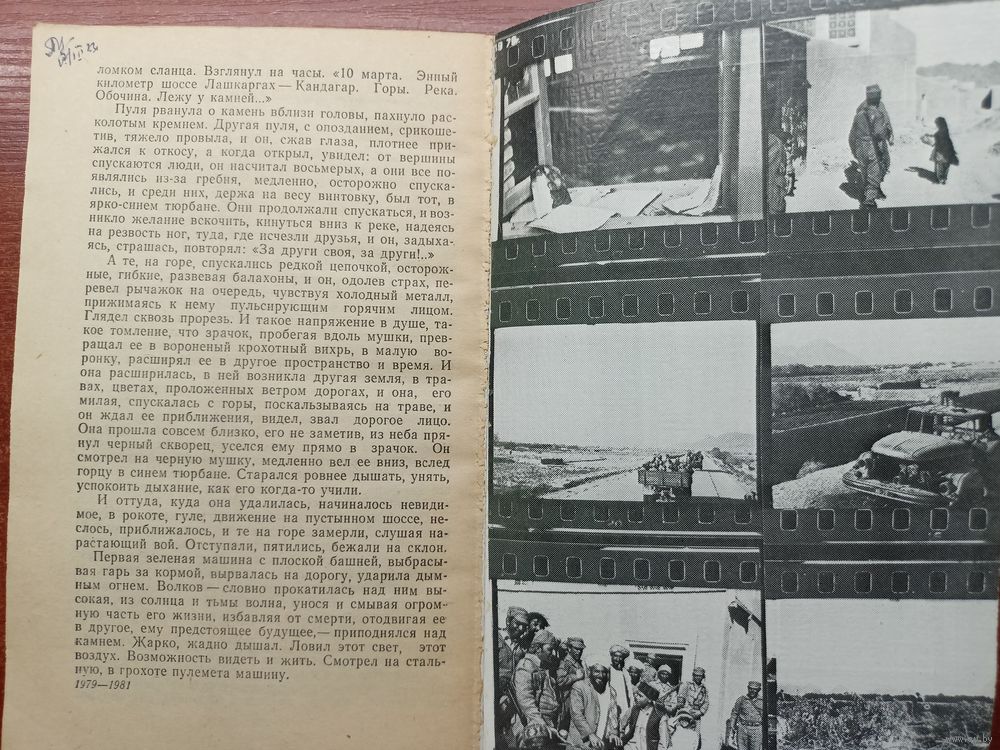 ломком сланца. Взглянул на часы. «10 марта. Энный
километр шоссе Лашкаргах — Кандагар. Горы. Река.
Обочина. Лежу у камней...»
Пуля рванула о камень вблизи головы, пахнуло рас-
колотым кремнем. Другая пуля, с опозданием, срикоше-
тив, тяжело провыла, и он, сжав глаза, плотнее при-
жался к откосу, а когда открыл, увидел: от вершины
спускаются люди, он насчитал восьмерых, а они все по-
являлись из-за гребня, медленно, осторожно спуска-
лись, и среди них, держа на весу винтовку, был тот, в
ярко-синем тюрбане. Они продолжали спускаться, и воз-
никло желание вскочить, кинуться вниз к реке, надеясь
на резвость ног, туда, где исчезли друзья, и он, задыха-
ясь, страшась, повторял: «За други своя, за други!..»
А те, на горе, спускались редкой цепочкой, осторож-
ные, гибкие, развевая балахоны, и он, одолев страх, пе-
ревел рычажок на очередь, чувствуя холодный металл,
прижимаясь к нему пульсирующим горячим лицом.
Глядел сквозь прорезь. И такое напряжение в душе, та-
кое томление, что зрачок, пробегая вдоль мушки, прев-
ращал ее в вороненый крохотный вихрь, в малую во-
ронку, расширял ее в другое пространство и время. И
она расширилась, в ней возникла другая земля, в тра-
вах, цветах, проложенных ветром дорогах, и она, его
милая, спускалась с горы, поскальзываясь на траве, и
он ждал ее приближения, видел, звал дорогое лицо.
Она прошла совсем близко, его не заметив, из неба пря-
нул черный скворец, уселся ему прямо в зрачок. Он
смотрел на черную мушку, медленно вел ее вниз, вслед
горцу в синем тюрбане. Старался ровнее дышать, унять,
успокоить дыхание, как его когда-то учили.
И оттуда, куда она удалилась, начиналось невиди-
мое, в рокоте, гуле, движение на пустынном шоссе, не-
слось, приближалось, и те на горе замерли, слушая на-
растающий вой. Отступали, пятились, бежали на склон.
Первая зеленая машина с плоской башней, выбрасы-
вая гарь за кормой, вырвалась на дорогу, ударила дым-
ным огнем. Волков — словно прокатилась над ним вы-
сокая, из солнца и тьмы волна, унося и смывая огром-
ную часть его жизни, избавляя от смерти, отодвигая ее
в другое, ему предстоящее будущее,— приподнялся над
камнем. Жарко, жадно дышал. Ловил этот свет, этот
воздух. Возможность видеть и жить. Смотрел на сталь-
ную, в грохоте пулемета машину.
1979—1981